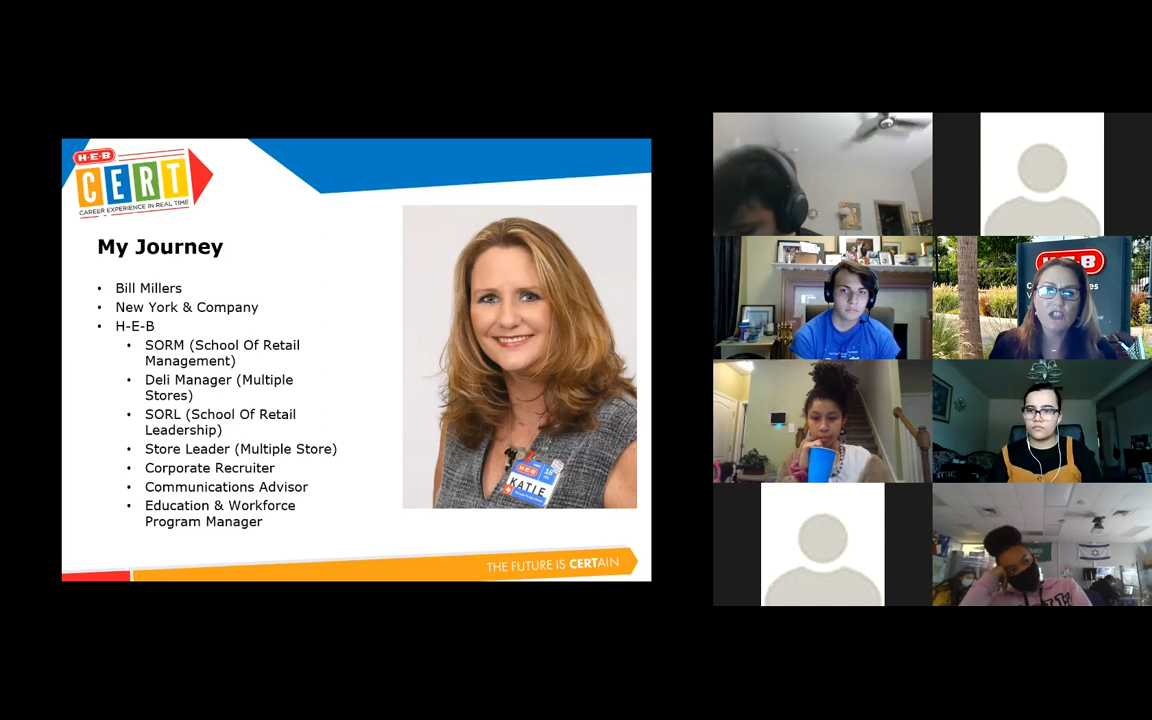 H-E-B
CERT
CAREER EXPERIENCE IN REAL TIME
My Journey
• Bill Millers
• New York & Company
• H-E-B
• SORM (School Of Retail
Management)
• Deli Manager (Multiple
Stores)
• SORL (School Of Retail
Leadership)
• Store Leader (Multiple Store)
• Corporate Recruiter
• Communications Advisor
• Education & Workforce
Program Manager
H-E-B
KATIE
THE FUTURE IS CERTAIN
H-E-B